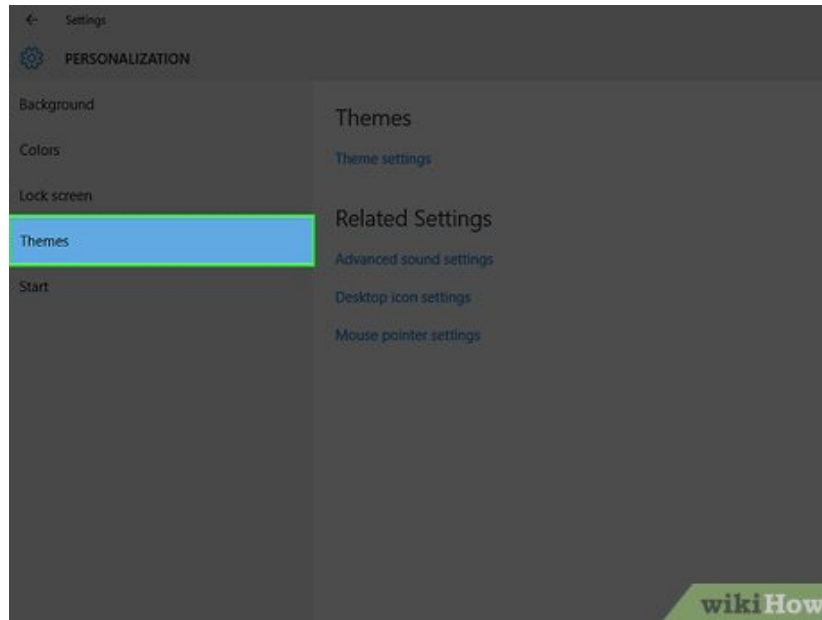 Settings
PERSONALIZATION
Background
Colors
Lock screen
Themes
Start
Themes
Theme settings
Related Settings
Advanced sound settings
Desktop icon settings
Mouse pointer settings
wikiHow